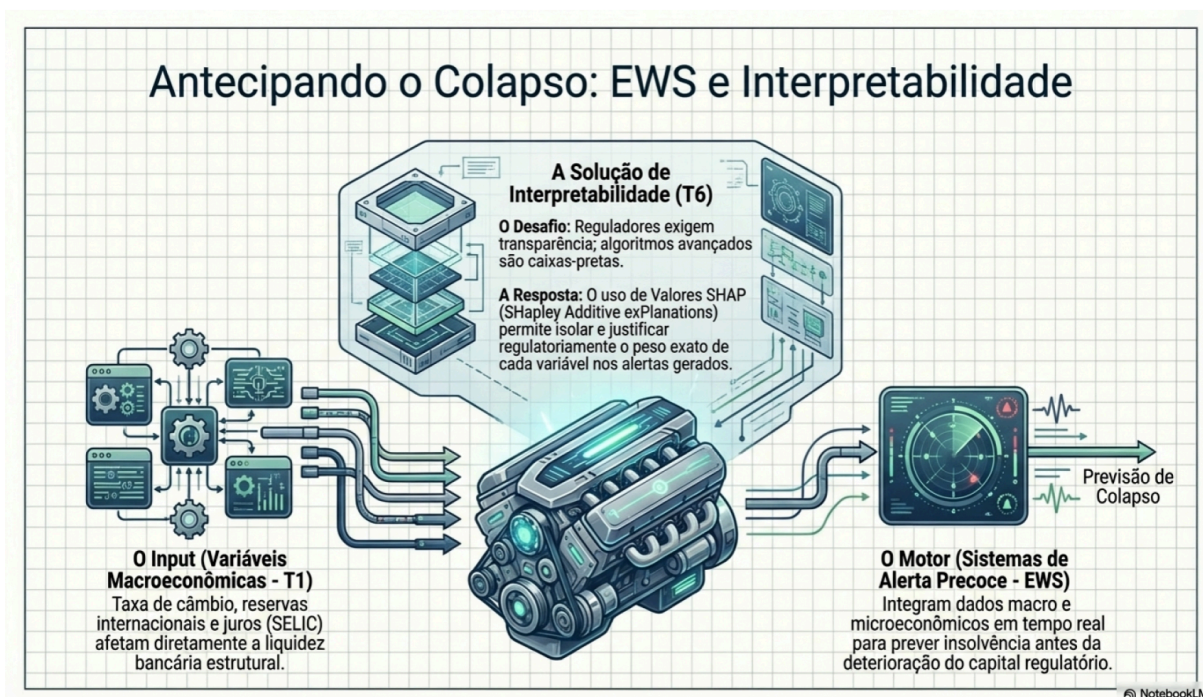 Antecipando o Colapso: EWS e Interpretabilidade
A Solução de
Interpretabilidade (T6)
O Desafio: Reguladores exigem
transparência; algoritmos avançados
são caixas-pretas.
A Resposta: O uso de Valores SHAP
(SHapley Additive exPlanations)
permite isolar e justificar
regulatoriamente o peso exato de
cada variável nos alertas gerados.
O Input (Variáveis
Macroeconômicas - T1)
Taxa de câmbio, reservas
internacionais e juros (SELIC)
afetam diretamente a liquidez
bancária estrutural.
O Motor (Sistemas de
Alerta Precoce - EWS)
Integram dados macro e
microeconômicos em tempo real
para prever insolvência antes da
deterioração do capital regulatório.
Previsão de
Colapso